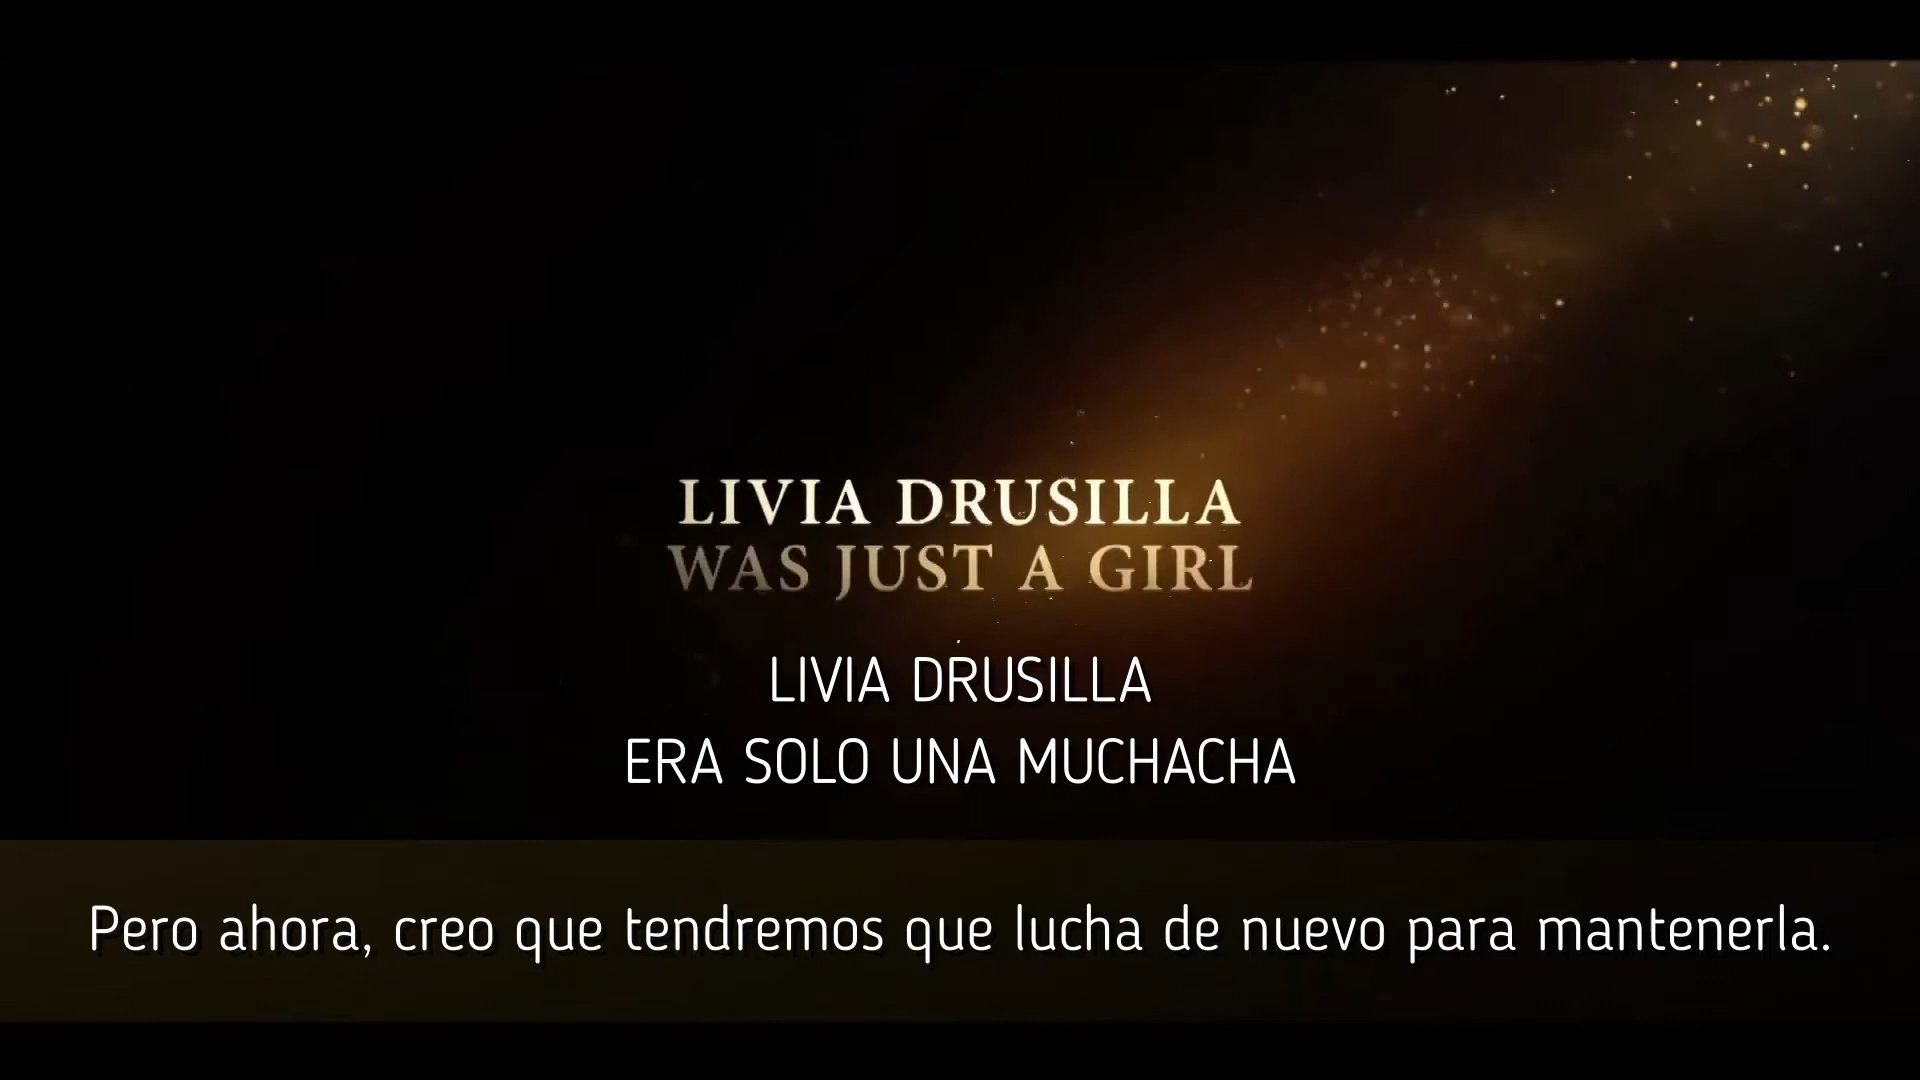 LIVIA DRUSILLA
WAS JUST A GIRL
LIVIA DRUSILLA
ERA SOLO UNA MUCHACHA
Pero ahora, creo que tendremos que lucha de nuevo para mantenerla.